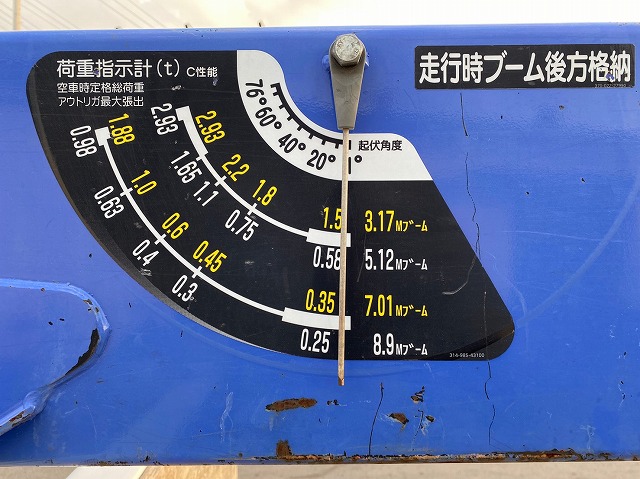 荷重指示計(t) C性能
空車時定格総荷重
アウトリガ最大張出
76° 60° 40° 20° 1°
起伏角度
走行時ブーム後方格納
2.93 2.2 1.8 1.5 3.17Mブーム
2.93 1.65 1.1 0.75 0.58 5.12Mブーム
1.88 1.0 0.6 0.45 0.35 7.01Mブーム
0.98 0.63 0.4 0.3 0.25 8.9Mブーム
314-985-43100